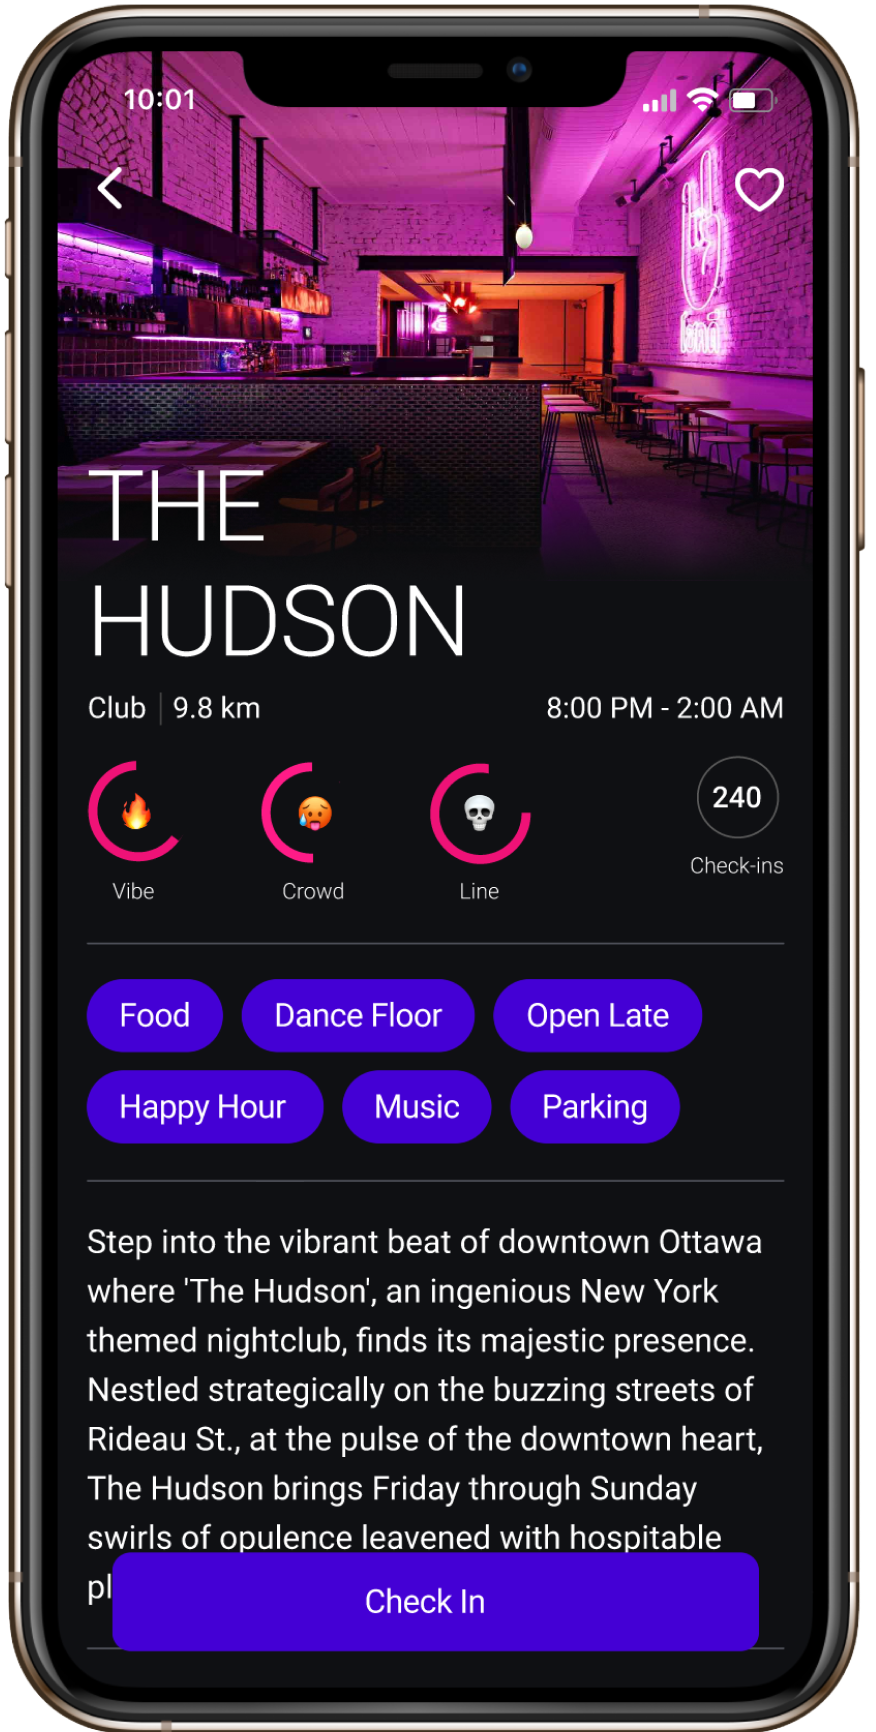 10:01
THE
HUDSON
Club 9.8 km 8:00 PM - 2:00 AM
240
Vibe Crowd Line Check-ins
Food Dance Floor Open Late
Happy Hour Music Parking
Step into the vibrant beat of downtown Ottawa
where 'The Hudson', an ingenious New York
themed nightclub, finds its majestic presence.
Nestled strategically on the buzzing streets of
Rideau St., at the pulse of the downtown heart,
The Hudson brings Friday through Sunday
swirls of opulence leavened with hospitable
pl
Check In